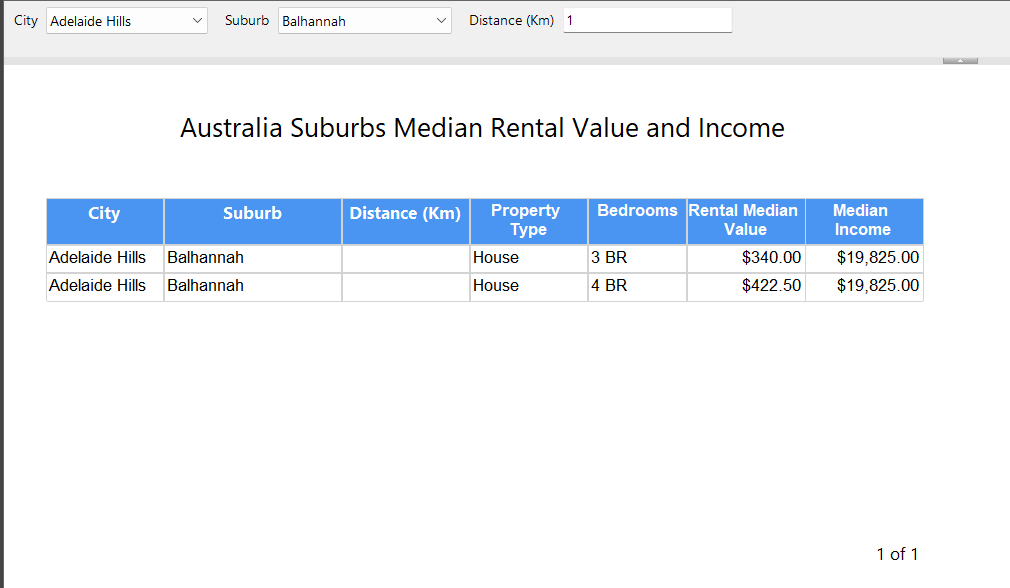 City Adelaide Hills Suburb Balhannah Distance (Km) 1
Australia Suburbs Median Rental Value and Income
City Suburb Distance (Km) Property Type Bedrooms Rental Median Value Median Income
Adelaide Hills Balhannah House 3 BR $340.00 $19,825.00
Adelaide Hills Balhannah House 4 BR $422.50 $19,825.00
1 of 1